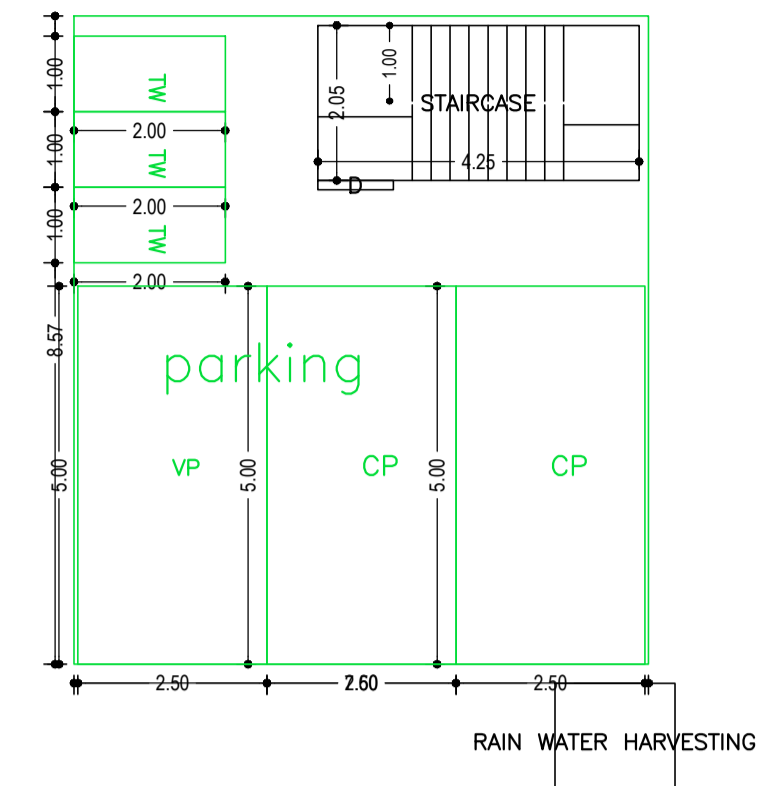 1.00
TW
2.00
1.00
TW
2.00
1.00
TW
2.00
2.05
1.00
STAIRCASE
4.25
D
8.57
parking
5.00
VP
5.00
CP
5.00
CP
2.50
2.50
RAIN WATER HARVESTING